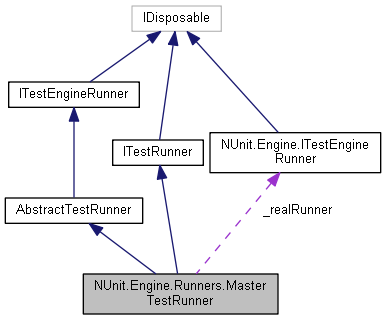 IDisposable
ITestEngineRunner
ITestRunner
NUnit.Engine.ITestEngine
Runner
AbstractTestRunner
_realRunner
NUnit.Engine.Runners.Master
TestRunner